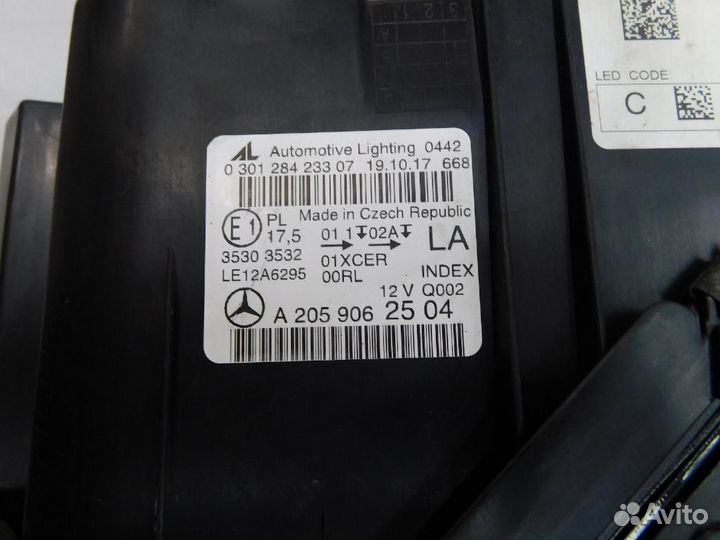 LED CODE
C
AL Automotive Lighting 0442
0 301 284 233 07 19.10.17 668
E1 PL Made in Czech Republic
17,5 01 1 02A LA
3530 3532 01XCER
LE12A6295 00RL INDEX
12 V Q002
A 205 906 25 04
Avito